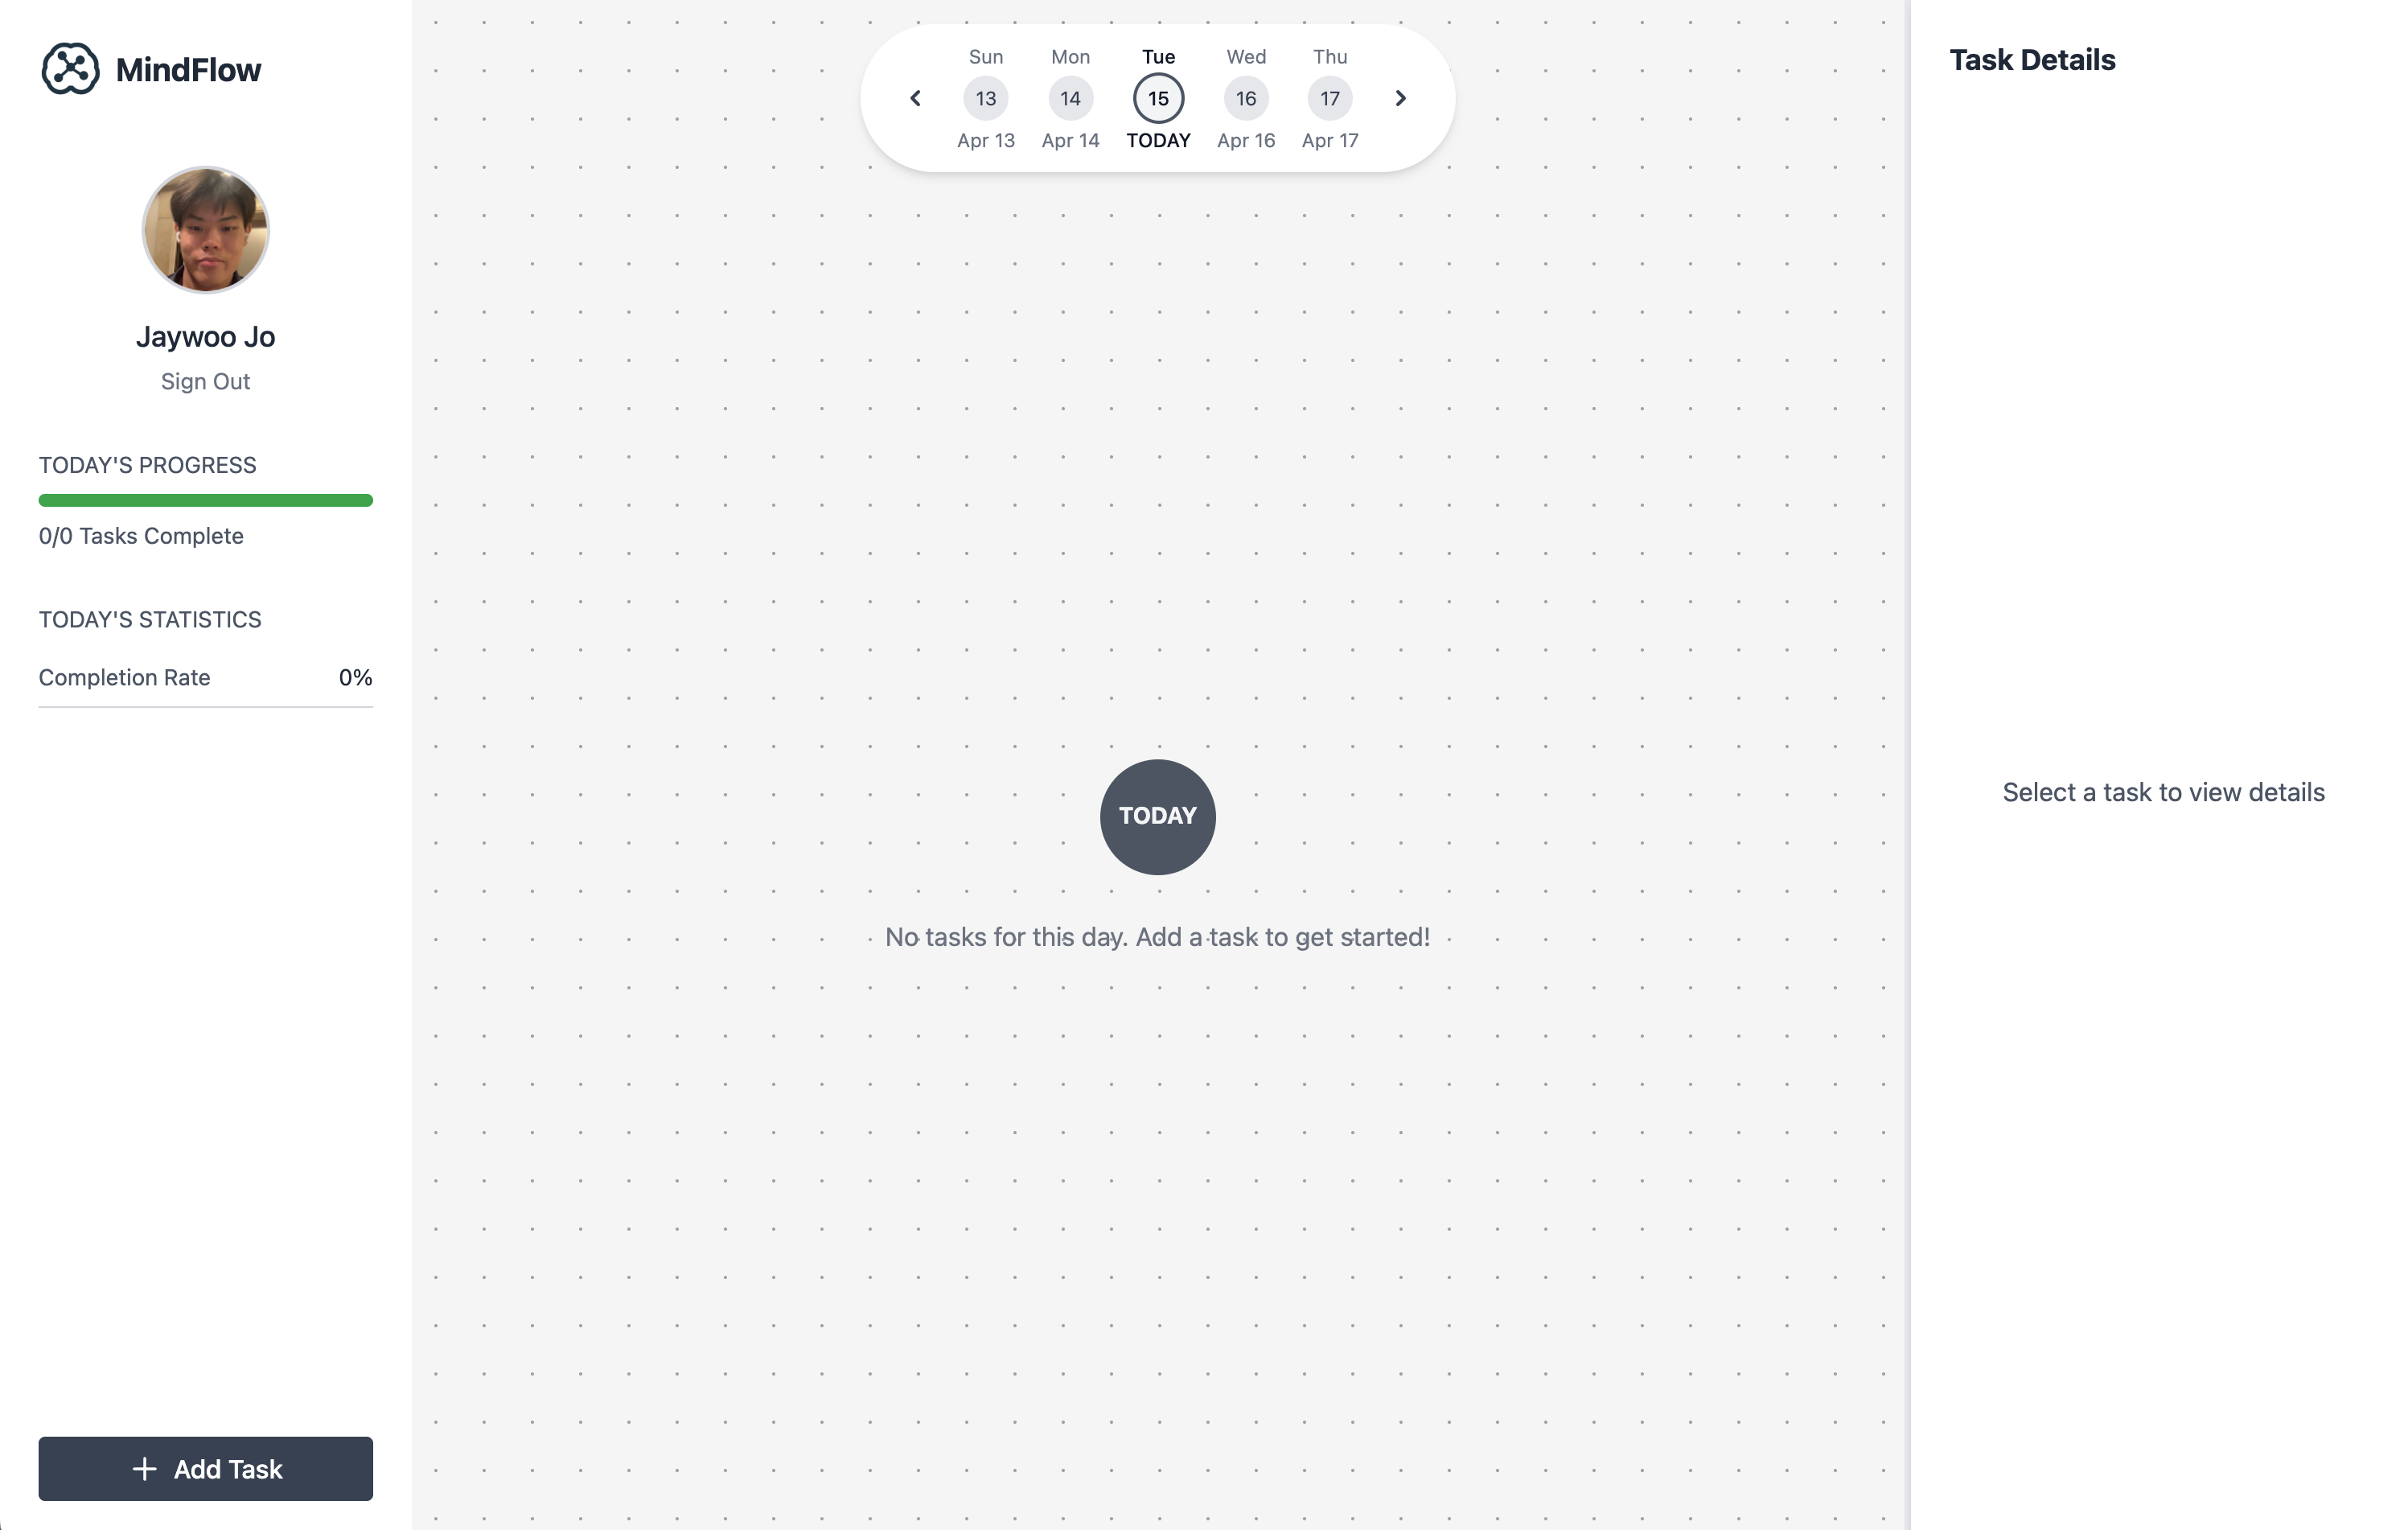 MindFlow
Jaywoo Jo
Sign Out
TODAY'S PROGRESS
0/0 Tasks Complete
TODAY'S STATISTICS
Completion Rate 0%
Add Task
Sun Mon Tue Wed Thu
13 14 15 16 17
Apr 13 Apr 14 TODAY Apr 16 Apr 17
TODAY
No tasks for this day. Add a task to get started!
Task Details
Select a task to view details